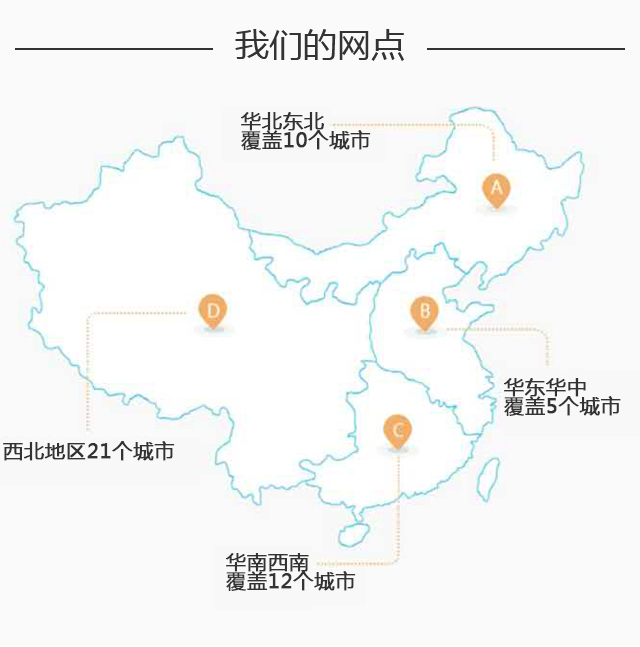 我们的网点
华北东北
覆盖10个城市
A
D
B
华东华中
覆盖5个城市
C
西北地区21个城市
华南西南
覆盖12个城市